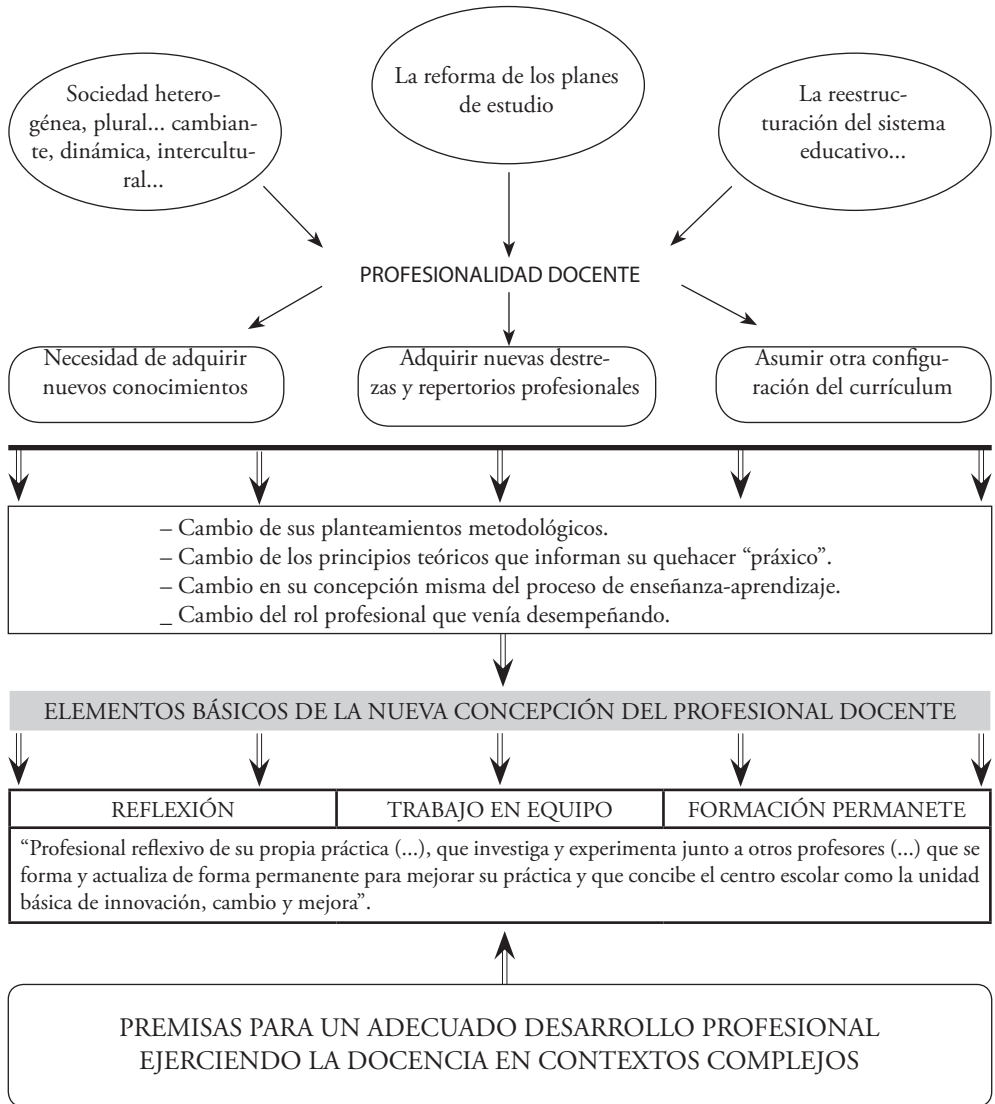 Sociedad hetero-
génea, plural... cambian-
te, dinámica, intercultu-
ral...
La reforma de los planes
de estudio
La reestruc-
turación del sistema
educativo...
PROFESIONALIDAD DOCENTE
Necesidad de adquirir
nuevos conocimientos
Adquirir nuevas destre-
zas y repertorios profesionales
Asumir otra configu-
ración del currículum
– Cambio de sus planteamientos metodológicos.
– Cambio de los principios teóricos que informan su quehacer “práxico”.
– Cambio en su concepción misma del proceso de enseñanza-aprendizaje.
_ Cambio del rol profesional que venía desempeñando.
ELEMENTOS BÁSICOS DE LA NUEVA CONCEPCIÓN DEL PROFESIONAL DOCENTE
REFLEXIÓN
TRABAJO EN EQUIPO
FORMACIÓN PERMANETE
“Profesional reflexivo de su propia práctica (...), que investiga y experimenta junto a otros profesores (...) que se
forma y actualiza de forma permanente para mejorar su práctica y que concibe el centro escolar como la unidad
básica de innovación, cambio y mejora”.
PREMISAS PARA UN ADECUADO DESARROLLO PROFESIONAL
EJERCIENDO LA DOCENCIA EN CONTEXTOS COMPLEJOS